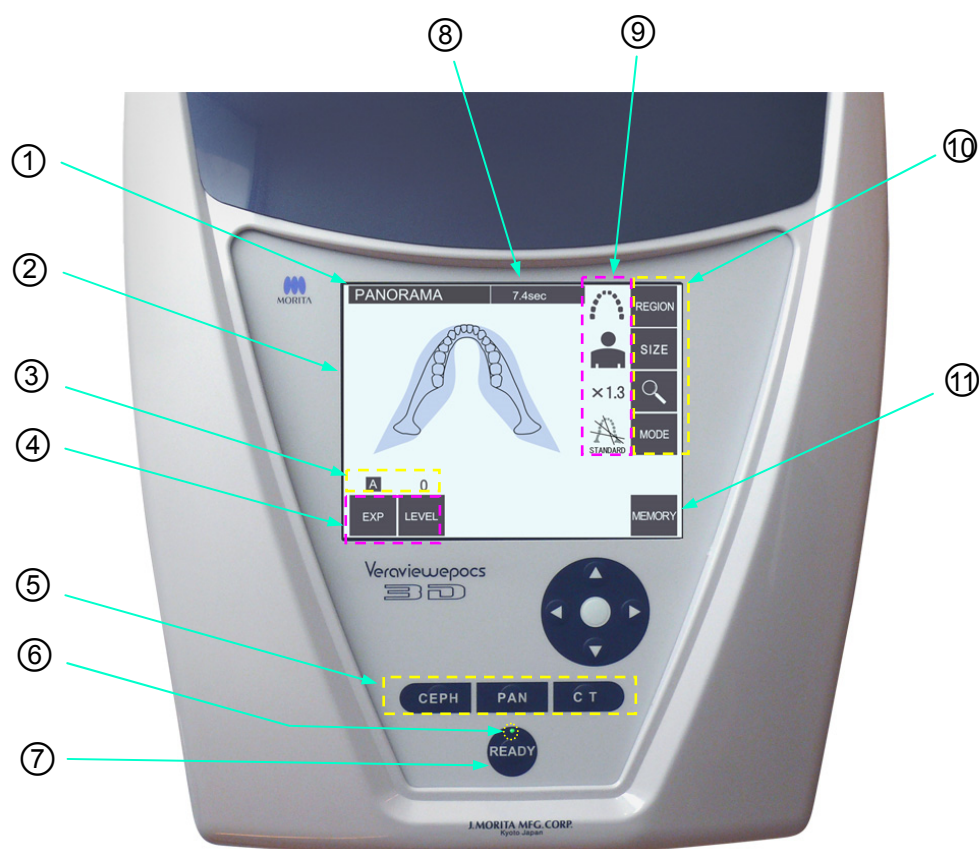 ⑧
⑨
①
⑩
②
MORITA
PANORAMA 7.4sec
REGION
SIZE
×1.3
③
⑪
MODE
STANDARD
④
A 0
EXP LEVEL
MEMORY
Veraviewepocs
3D
⑤
⑥
CEPH PAN CT
⑦
READY
J.MORITA MFG. CORP.
Kyoto Japan